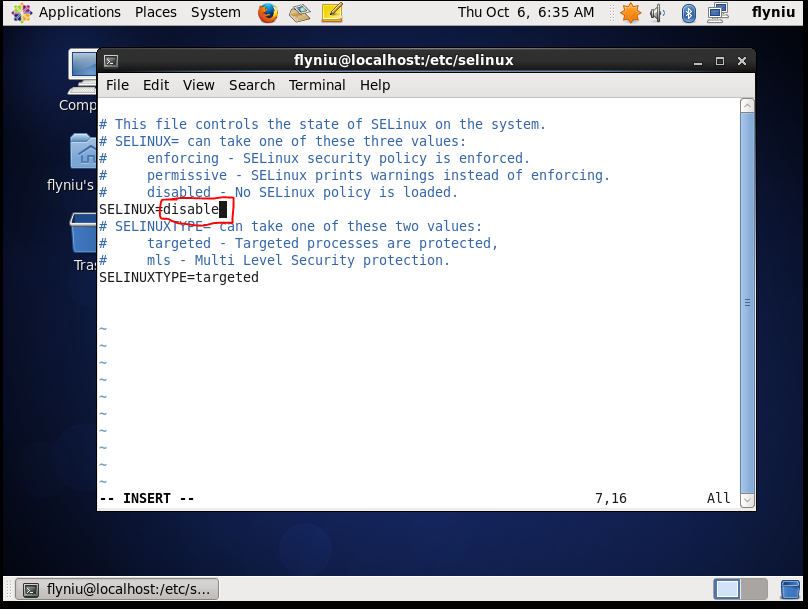 Applications Places System Thu Oct 6, 6:35 AM flyniu
flyniu@localhost:/etc/selinux
File Edit View Search Terminal Help
Comp
flyniu's
Tras
# This file controls the state of SELinux on the system.
# SELINUX= can take one of these three values:
#     enforcing - SELinux security policy is enforced.
#     permissive - SELinux prints warnings instead of enforcing.
#     disabled - No SELinux policy is loaded.
SELINUX=disable
# SELINUXTYPE= can take one of these two values:
#     targeted - Targeted processes are protected,
#     mls - Multi Level Security protection.
SELINUXTYPE=targeted
~
~
~
~
~
~
~
~
~
~
-- INSERT -- 7,16 All
flyniu@localhost:/etc/s...